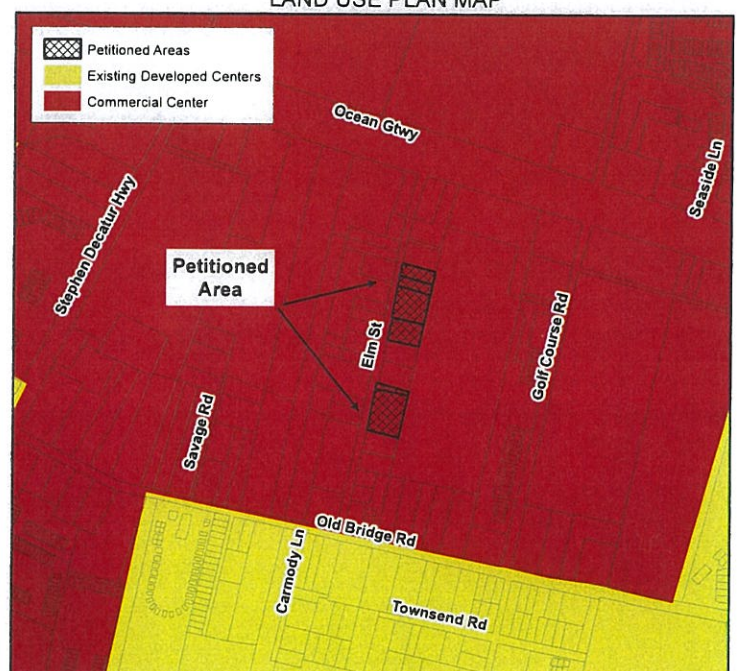 LAND USE PLAN MAP
Petitioned Areas
Existing Developed Centers
Commercial Center
Ocean Gtwy
Seaside Ln
Stephen Decatur Hwy
Petitioned
Area
Elm St
Golf Course Rd
Savage Rd
Old Bridge Rd
Carmody Ln
Townsend Rd